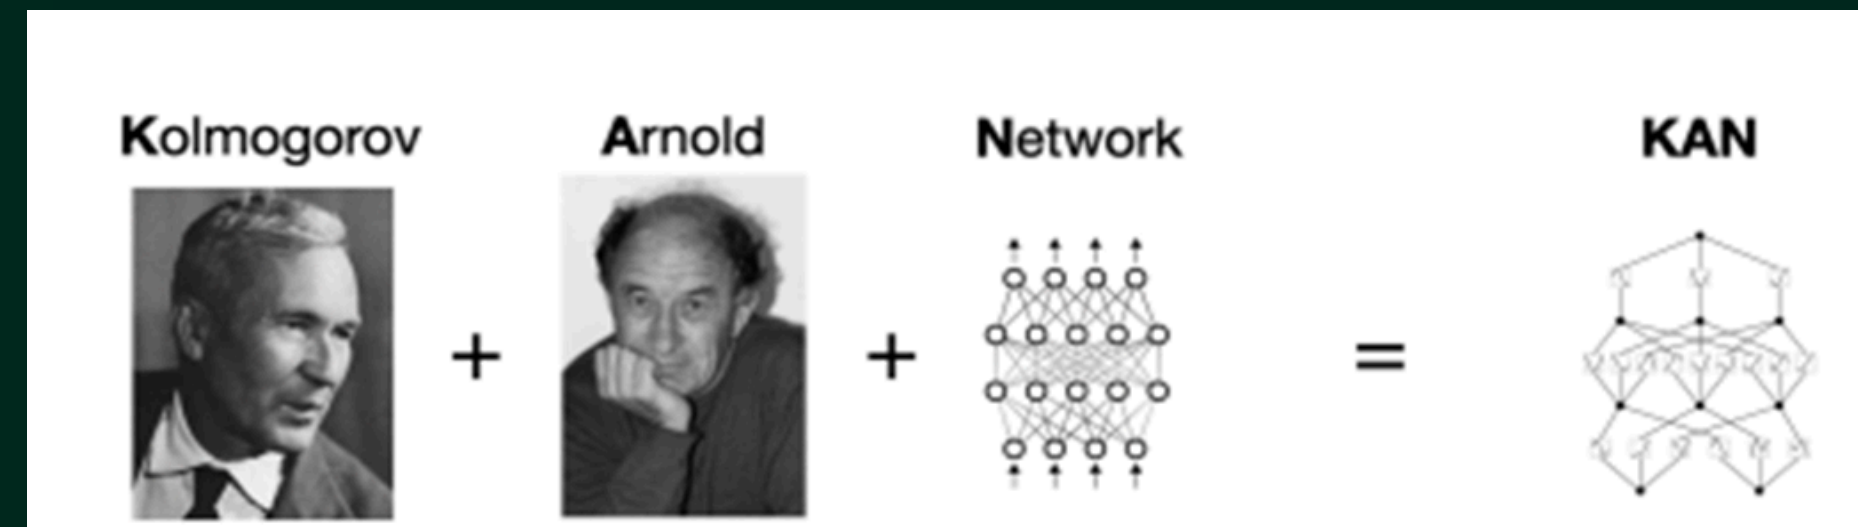 Kolmogorov Arnold Network KAN
+ + =